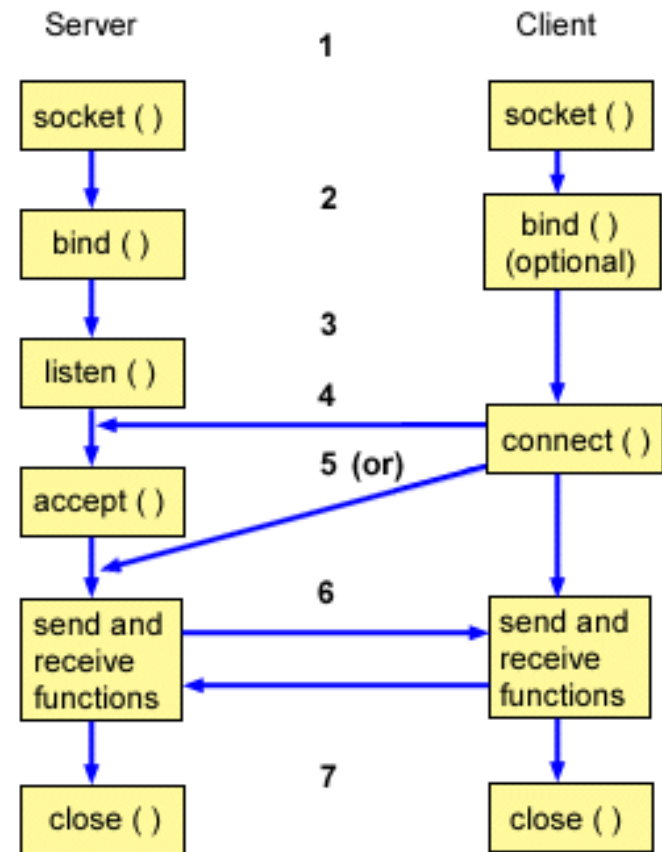 Server
1
Client
socket ( )
socket ( )
2
bind ( )
bind ( )
(optional)
3
listen ( )
4
connect ( )
5 (or)
accept ( )
6
send and
receive
functions
send and
receive
functions
7
close ( )
close ( )